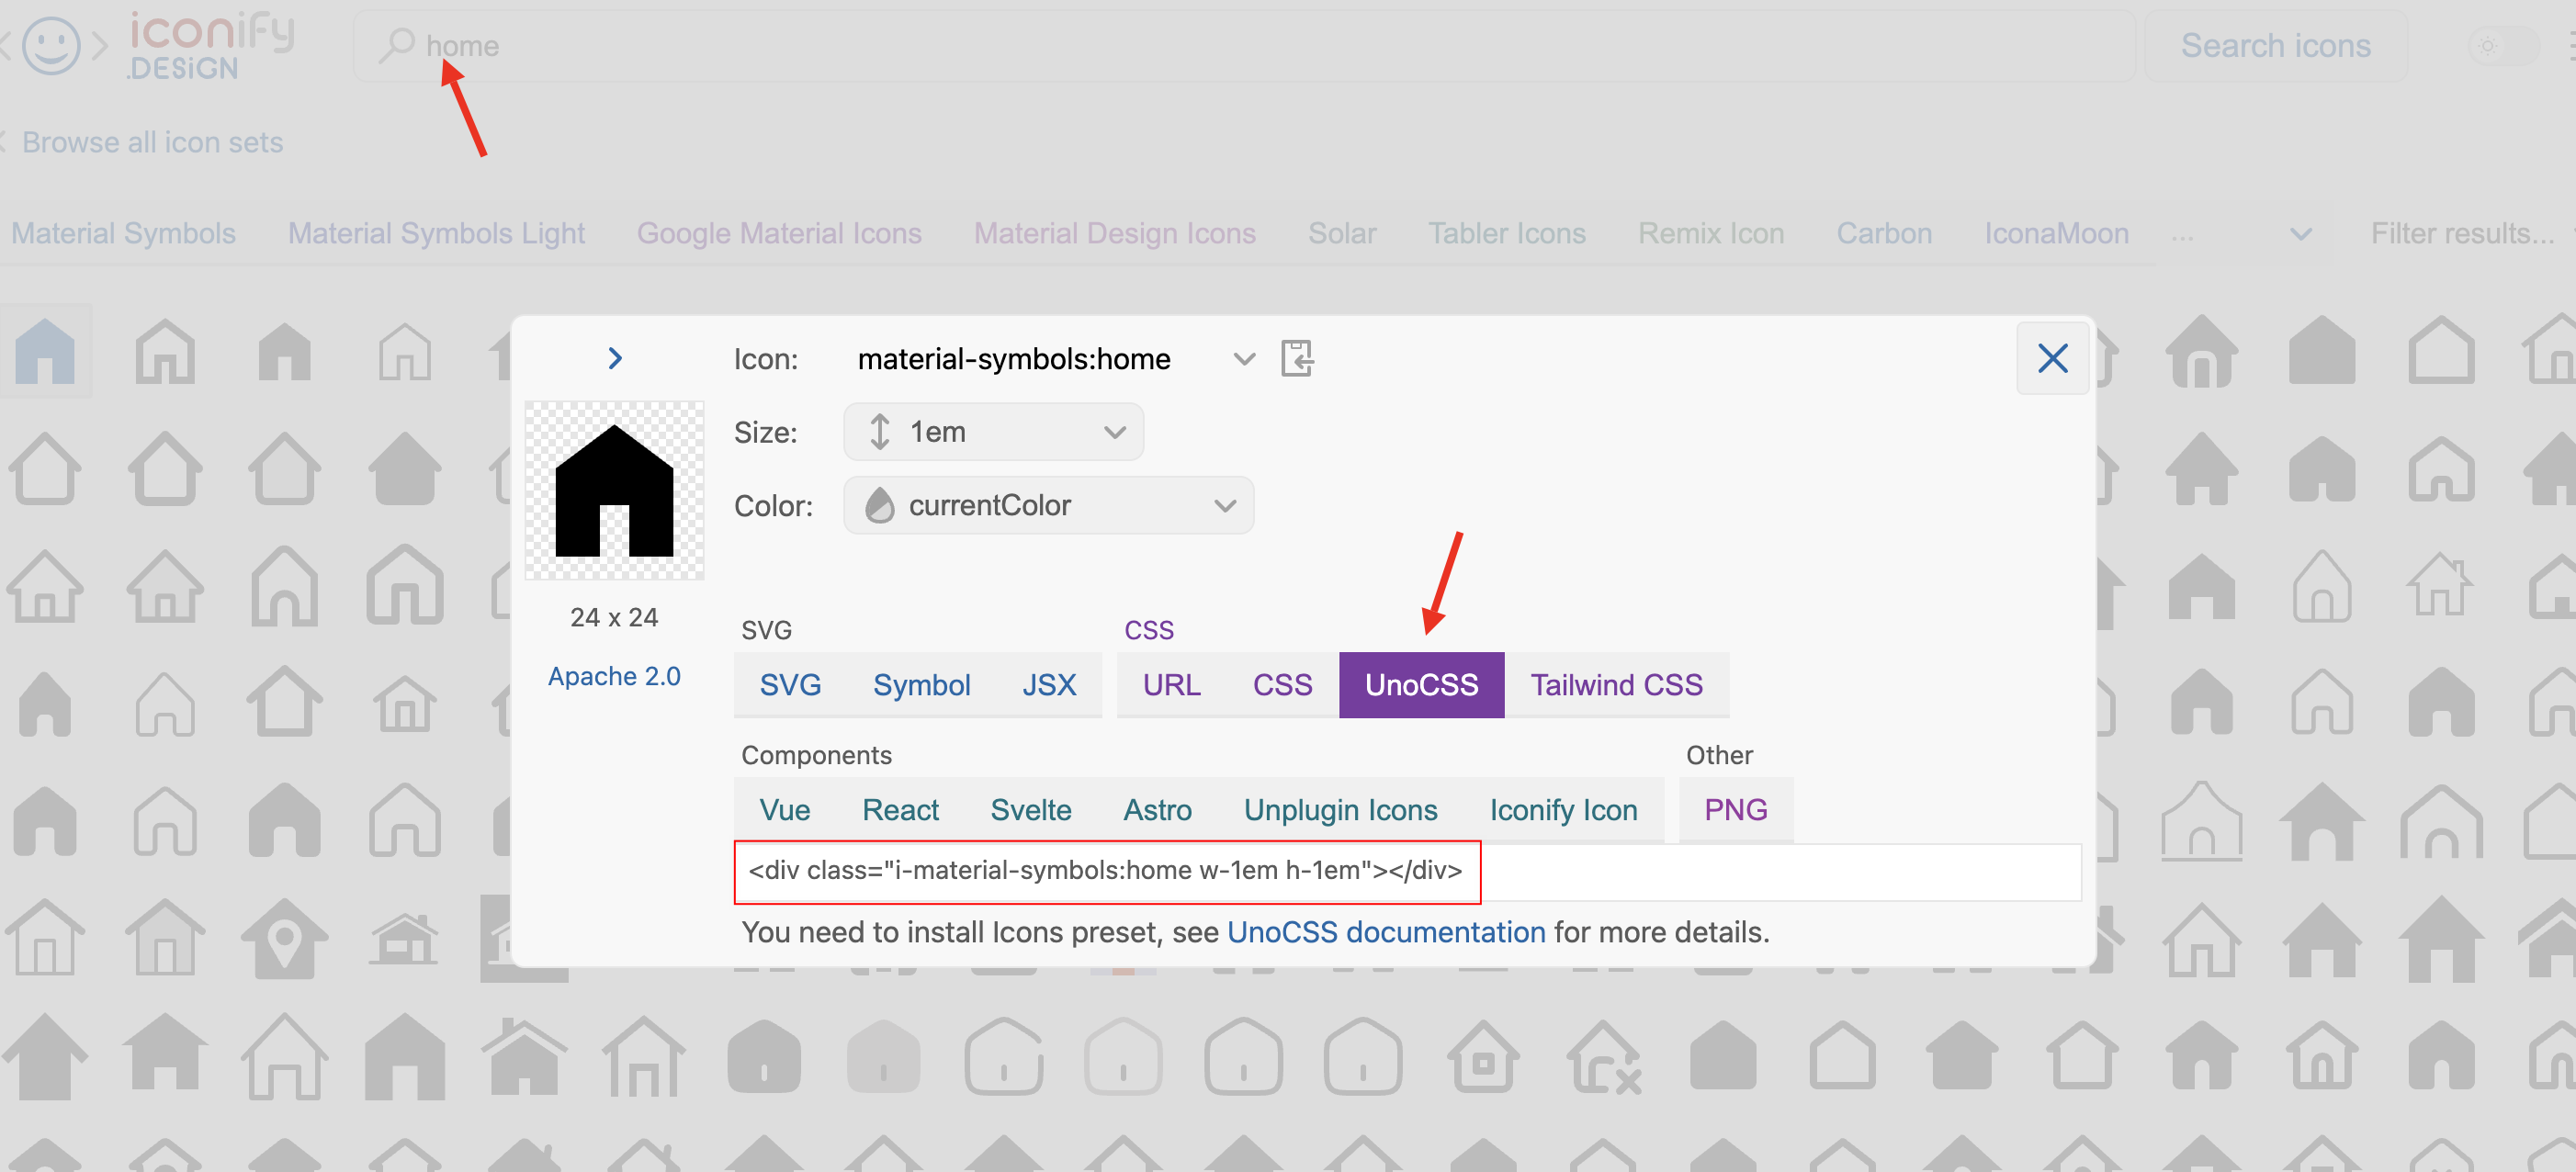 iconify
.DESiGN
home
Search icons
Browse all icon sets
Material Symbols
Material Symbols Light
Google Material Icons
Material Design Icons
Solar
Tabler Icons
Remix Icon
Carbon
IconaMoon
...
Filter results...
Icon: material-symbols:home
Size: 1em
Color: currentColor
24 x 24
Apache 2.0
SVG
CSS
SVG
Symbol
JSX
URL
CSS
UnoCSS
Tailwind CSS
Components
Other
Vue
React
Svelte
Astro
Unplugin Icons
Iconify Icon
PNG
<div class="i-material-symbols:home w-1em h-1em"></div>
You need to install Icons preset, see UnoCSS documentation for more details.